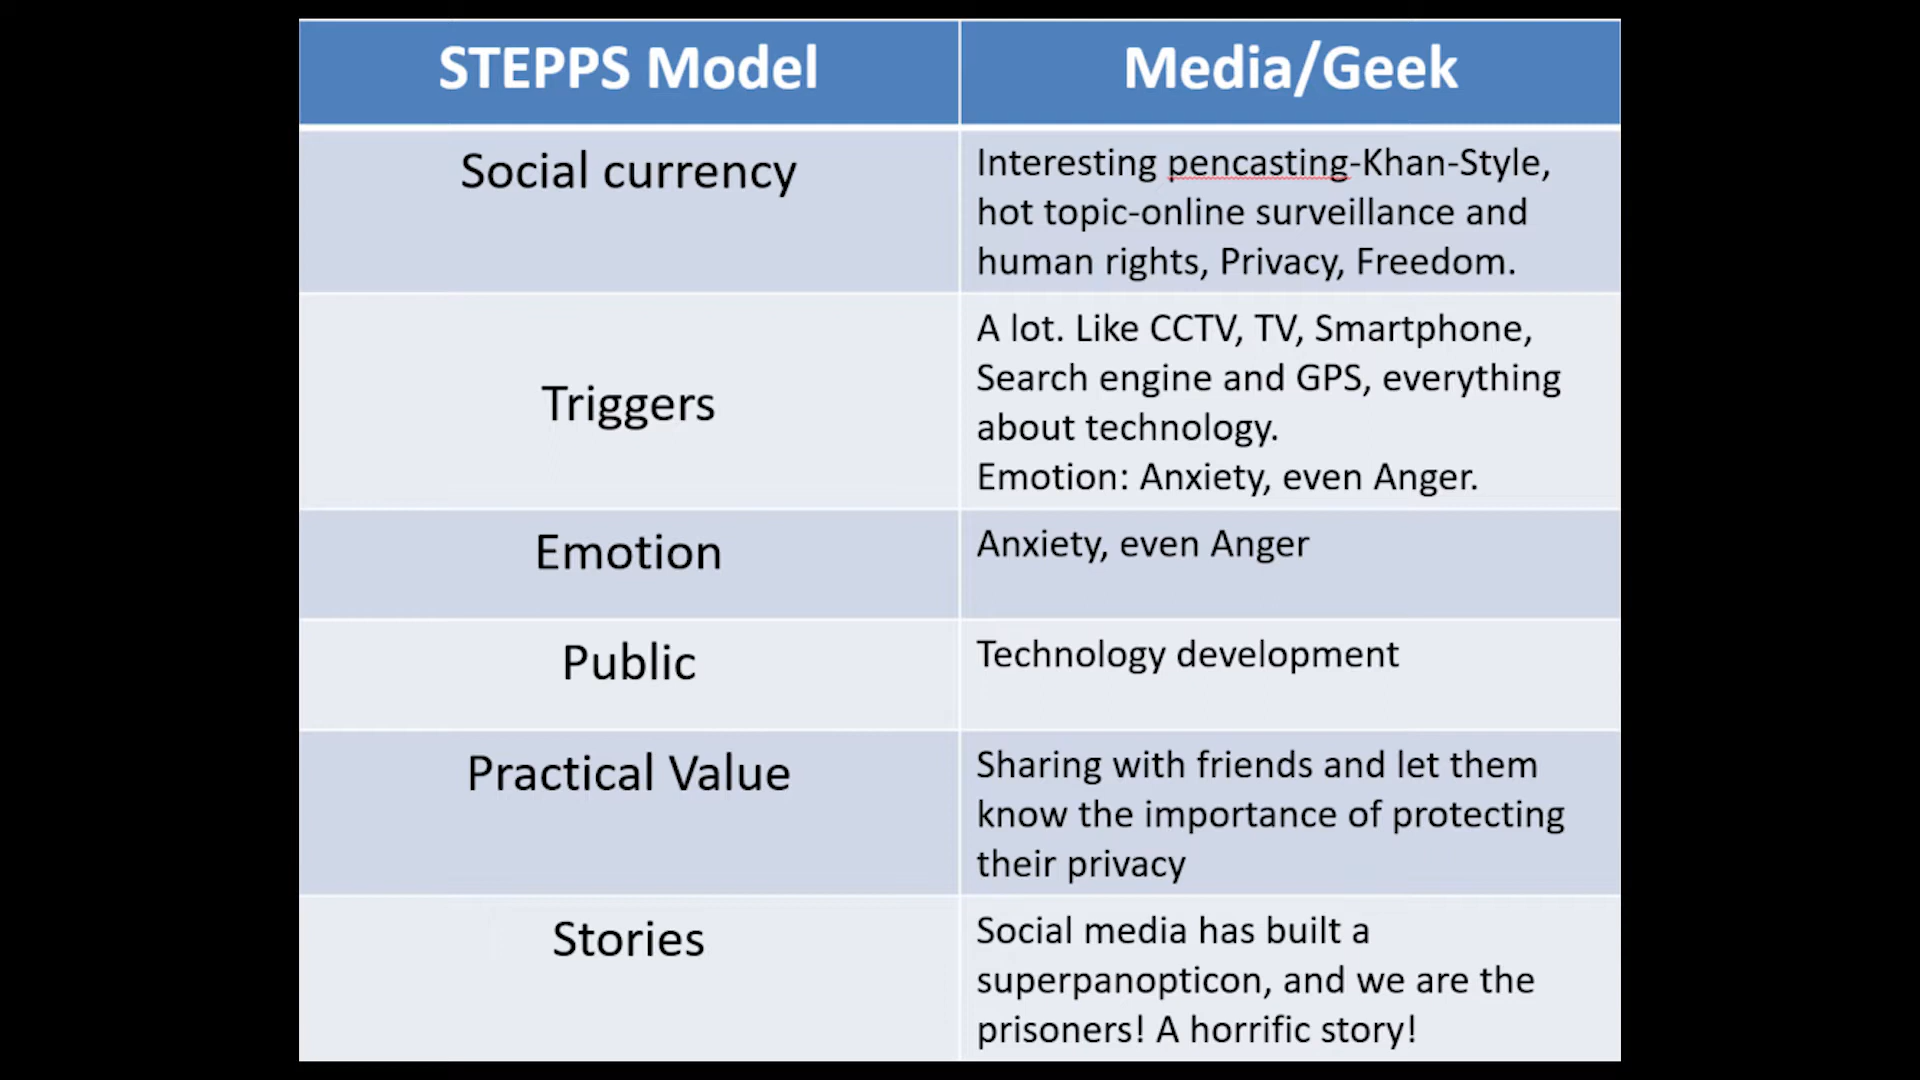 STEPPS Model
Media/Geek
Social currency
Interesting pencasting-Khan-Style,
hot topic-online surveillance and
human rights, Privacy, Freedom.
Triggers
A lot. Like CCTV, TV, Smartphone,
Search engine and GPS, everything
about technology.
Emotion: Anxiety, even Anger.
Emotion
Anxiety, even Anger
Public
Technology development
Practical Value
Sharing with friends and let them
know the importance of protecting
their privacy
Stories
Social media has built a
superpanopticon, and we are the
prisoners! A horrific story!